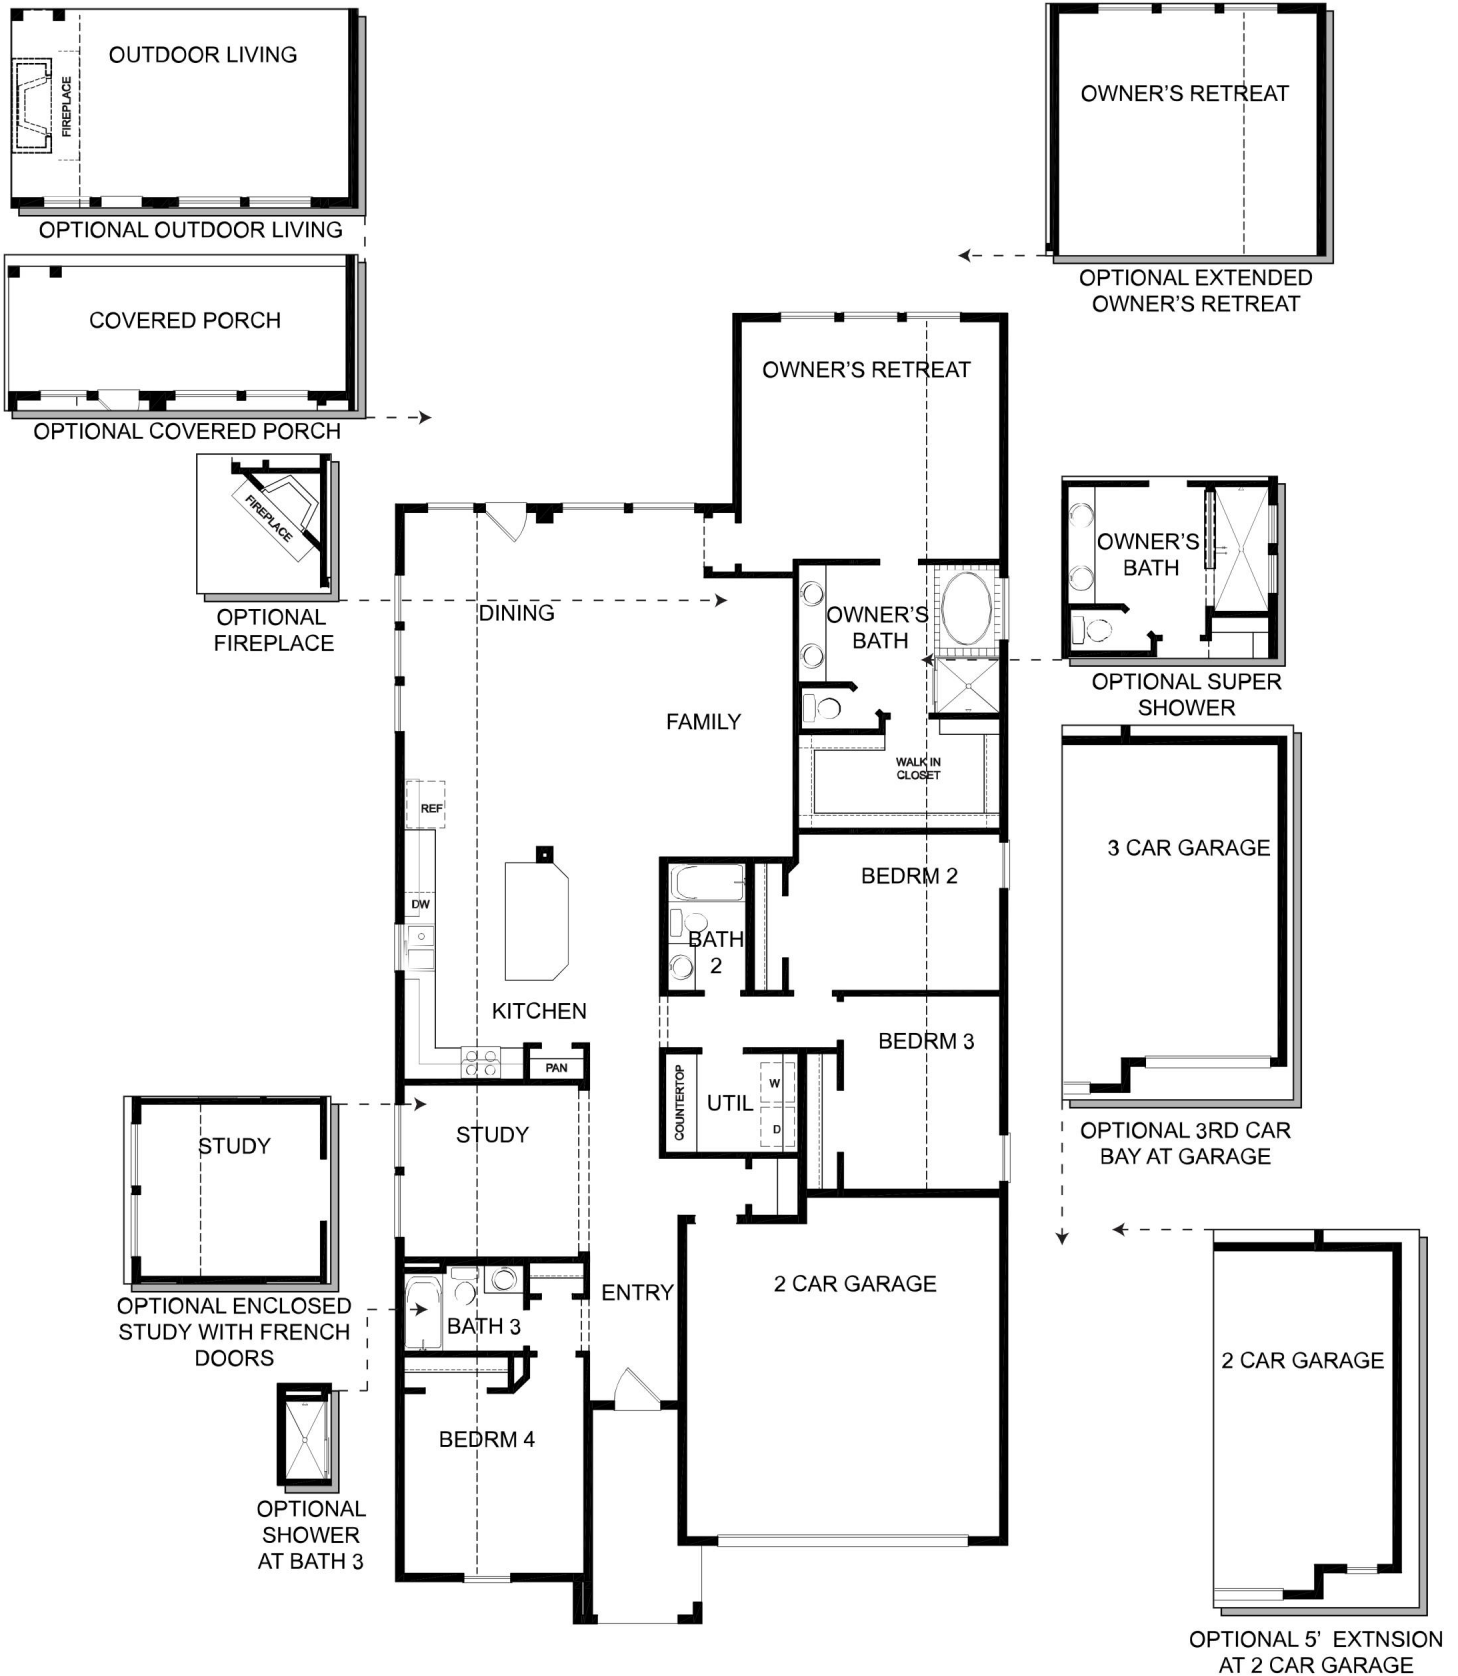 OUTDOOR LIVING
FIREPLACE
OPTIONAL OUTDOOR LIVING
COVERED PORCH
OPTIONAL COVERED PORCH
FIREPLACE
OPTIONAL
FIREPLACE
OWNER'S RETREAT
OPTIONAL EXTENDED
OWNER'S RETREAT
OWNER'S RETREAT
DINING
OWNER'S
BATH
OWNER'S
BATH
OPTIONAL SUPER
SHOWER
FAMILY
WALK IN
CLOSET
REF
3 CAR GARAGE
BEDRM 2
DW
BATH
2
KITCHEN
BEDRM 3
PAN
COUNTERTOP
UTIL
W
D
OPTIONAL 3RD CAR
BAY AT GARAGE
STUDY
STUDY
OPTIONAL ENCLOSED
STUDY WITH FRENCH
DOORS
ENTRY
2 CAR GARAGE
BATH 3
2 CAR GARAGE
BEDRM 4
OPTIONAL
SHOWER
AT BATH 3
OPTIONAL 5' EXTNSION
AT 2 CAR GARAGE